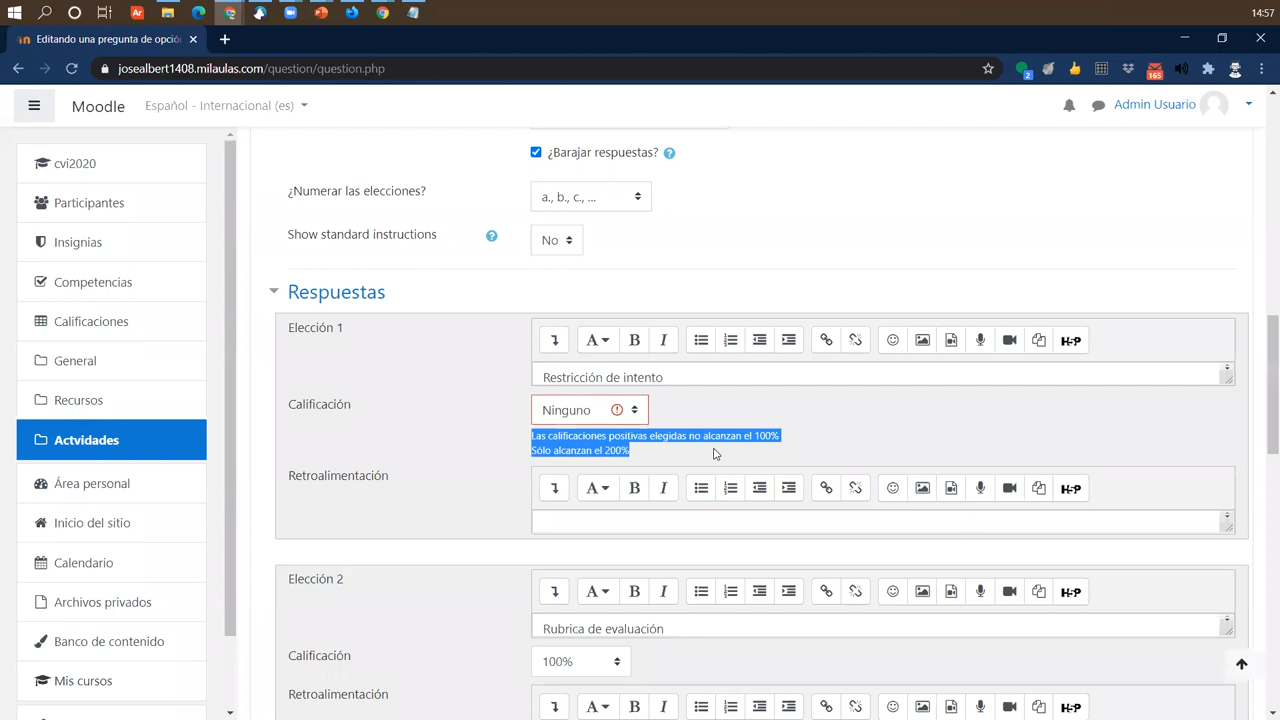 14:57
Editando una pregunta de opció
josealbert1408.milaulas.com/question/question.php
2
165
Moodle
Español - Internacional (es)
Admin Usuario
cvi2020
Participantes
Insignias
Competencias
Calificaciones
General
Recursos
Actvidades
Área personal
Inicio del sitio
Calendario
Archivos privados
Banco de contenido
Mis cursos
¿Barajar respuestas?
¿Numerar las elecciones?
a., b., c., ...
Show standard instructions
No
Respuestas
Elección 1
A B I H-P
Restricción de intento
Calificación
Ninguno
Las calificaciones positivas elegidas no alcanzan el 100%
Sólo alcanzan el 200%
Retroalimentación
A B I H-P
Elección 2
A B I H-P
Rubrica de evaluación
Calificación
100%
Retroalimentación
A B I H-P